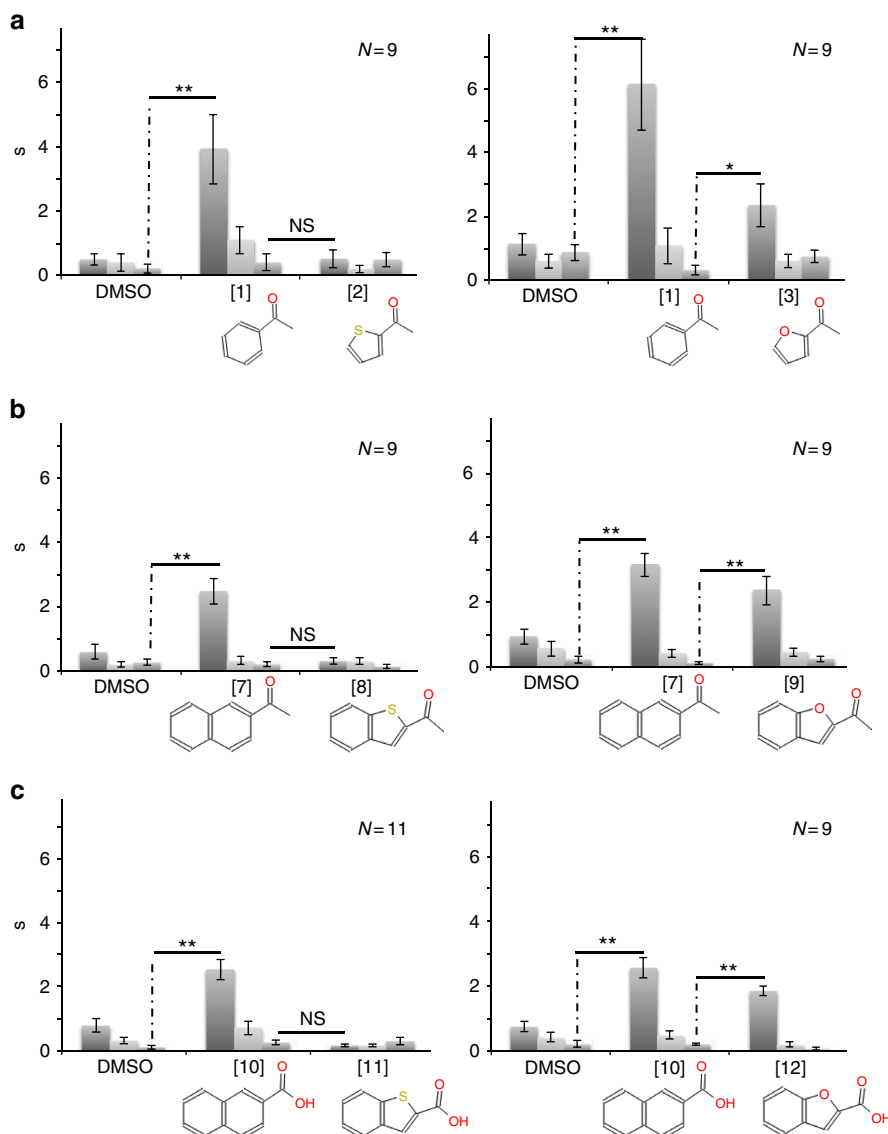 a
N=9
N=9
s
6
4
2
0
**
NS
DMSO
[1]
[2]
O
S
O
6
4
2
0
**
*
DMSO
[1]
[3]
O
O
O
b
N=9
N=9
s
6
4
2
0
**
NS
DMSO
[7]
[8]
O
S
O
6
4
2
0
**
**
DMSO
[7]
[9]
O
O
O
c
N=11
N=9
s
6
4
2
0
**
NS
DMSO
[10]
[11]
O
OH
S
O
OH
6
4
2
0
**
**
DMSO
[10]
[12]
O
OH
O
O
OH